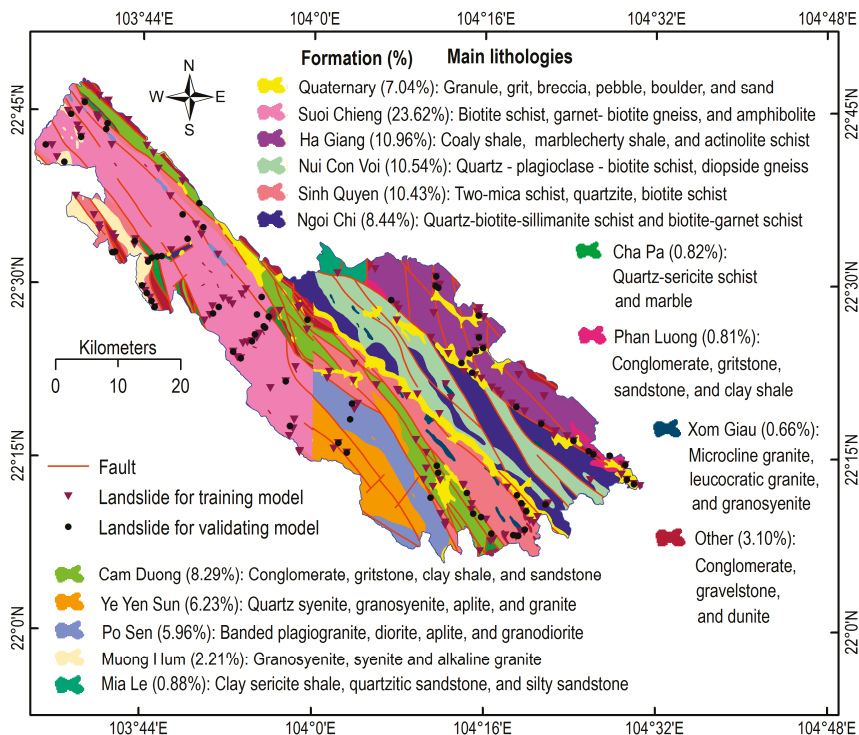 103°44'E 104°0'E 104°16'E 104°32'E 104°48'E
N
W E
S
Formation (%) Main lithologies
Quaternary (7.04%): Granule, grit, breccia, pebble, boulder, and sand
Suoi Chieng (23.62%): Biotite schist, garnet- biotite gneiss, and amphibolite
Ha Giang (10.96%): Coaly shale, marblecherty shale, and actinolite schist
Nui Con Voi (10.54%): Quartz - plagioclase - biotite schist, diopside gneiss
Sinh Quyen (10.43%): Two-mica schist, quartzite, biotite schist
Ngoi Chi (8.44%): Quartz-biotite-sillimanite schist and biotite-garnet schist
Cha Pa (0.82%):
Quartz-sericite schist
and marble
Phan Luong (0.81%):
Conglomerate, gritstone,
sandstone, and clay shale
Xom Giau (0.66%):
Microcline granite,
leucocratic granite,
and granosyenite
Other (3.10%):
Conglomerate,
gravelstone,
and dunite
Kilometers
0 10 20
Fault
Landslide for training model
Landslide for validating model
Cam Duong (8.29%): Conglomerate, gritstone, clay shale, and sandstone
Ye Yen Sun (6.23%): Quartz syenite, granosyenite, aplite, and granite
Po Sen (5.96%): Banded plagiogranite, diorite, aplite, and granodiorite
Muong I lum (2.21%): Granosyenite, syenite and alkaline granite
Mia Le (0.88%): Clay sericite shale, quartzitic sandstone, and silty sandstone
22°45'N
22°30'N
22°15'N
22°0'N
22°45'N
22°30'N
22°15'N
22°0'N
103°44'E 104°0'E 104°16'E 104°32'E 104°48'E